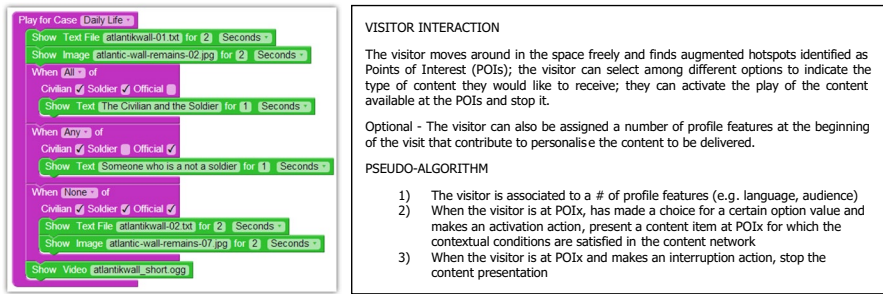 Play for Case Daily Life
Show Text File atlantikwall-01.txt for 2 Seconds
Show Image atlantic-wall-remains-02.jpg for 2 Seconds
When All of
Civilian Soldier Official
Show Text The Civilian and the Soldier for 1 Seconds
When Any of
Civilian Soldier Official
Show Text Someone who is a not a soldier for 1 Seconds
When None of
Civilian Soldier Official
Show Text File atlantikwall-02.txt for 2 Seconds
Show Image atlantic-wall-remains-07.jpg for 2 Seconds
Show Video atlantikwall_short.ogg
VISITOR INTERACTION
The visitor moves around in the space freely and finds augmented hotspots identified as
Points of Interest (POIs); the visitor can select among different options to indicate the
type of content they would like to receive; they can activate the play of the content
available at the POIs and stop it.
Optional - The visitor can also be assigned a number of profile features at the beginning
of the visit that contribute to personalise the content to be delivered.
PSEUDO-ALGORITHM
1) The visitor is associated to a # of profile features (e.g. language, audience)
2) When the visitor is at POIx, has made a choice for a certain option value and
makes an activation action, present a content item at POIx for which the
contextual conditions are satisfied in the content network
3) When the visitor is at POIx and makes an interruption action, stop the
content presentation